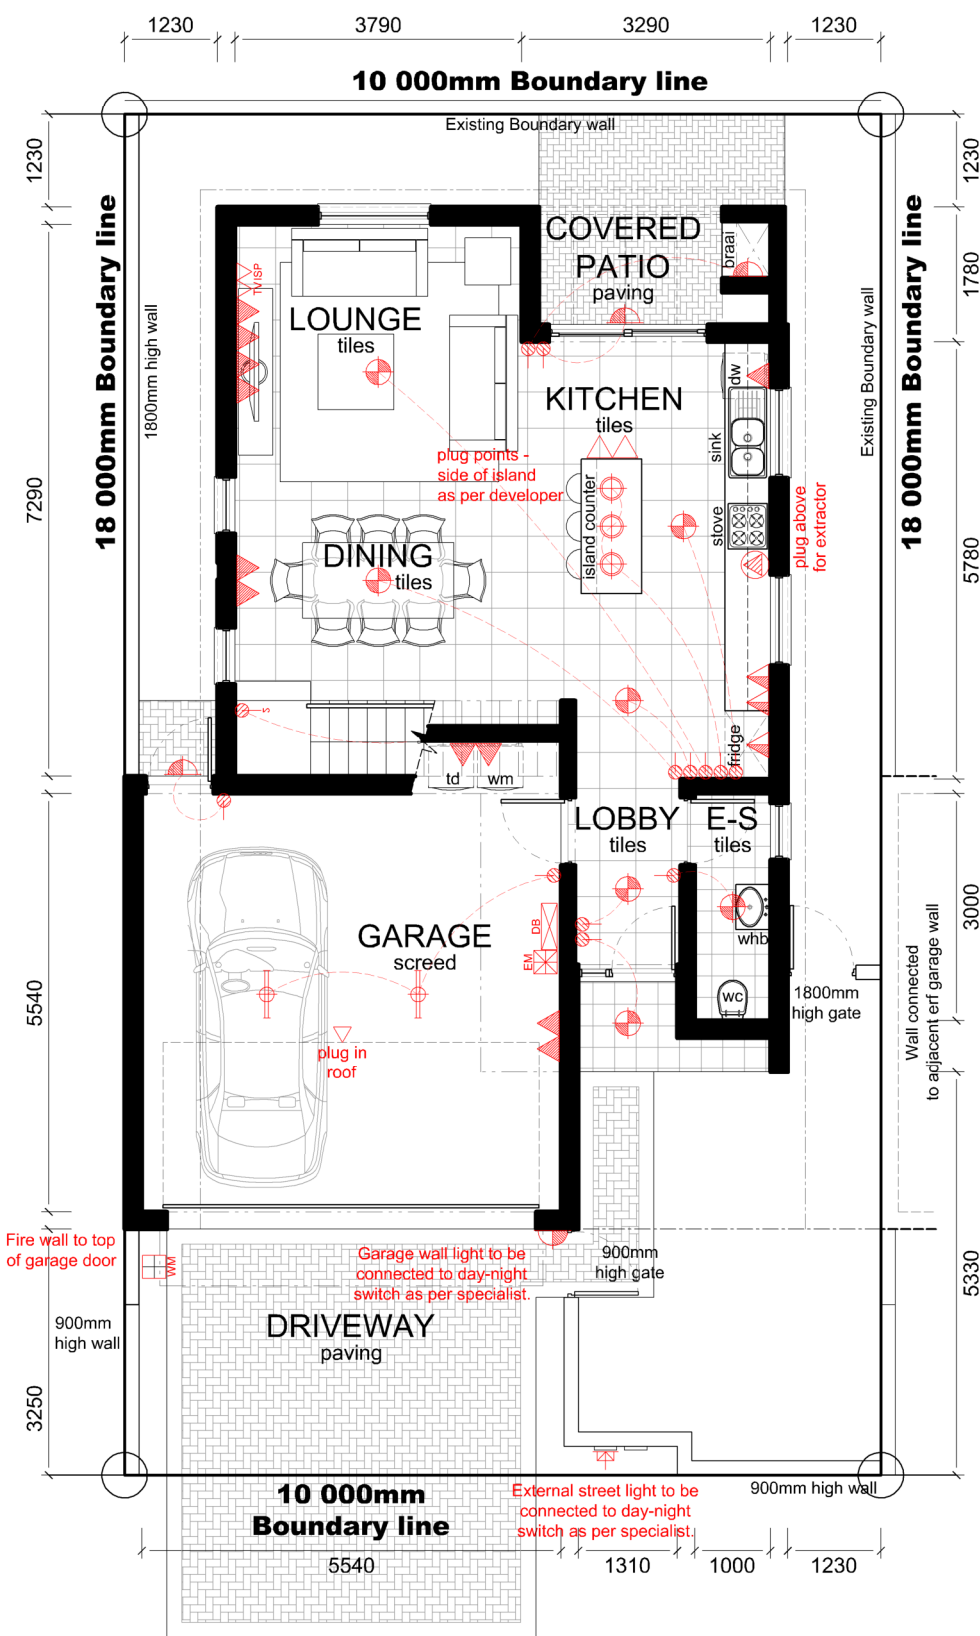 1230
3790
3290
1230
10 000mm Boundary line
Existing Boundary wall
1230
1230
18 000mm Boundary line
18 000mm Boundary line
COVERED
PATIO
paving
braai
1780
TV/ISP
LOUNGE
tiles
1800mm high wall
Existing Boundary wall
KITCHEN
tiles
dw
sink
stove
plug points -
side of island
as per developer
island counter
plug above
for extractor
7290
5780
DINING
tiles
s
fridge
td
wm
LOBBY
tiles
E-S
tiles
DB
EM
whb
wc
GARAGE
screed
plug in
roof
1800mm
high gate
Wall connected
to adjacent erf garage wall
3000
5540
Fire wall to top
of garage door
WM
Garage wall light to be
connected to day-night
switch as per specialist.
900mm
high gate
5330
900mm
high wall
DRIVEWAY
paving
3250
10 000mm
Boundary line
External street light to be
connected to day-night
switch as per specialist.
900mm high wall
5540
1310
1000
1230